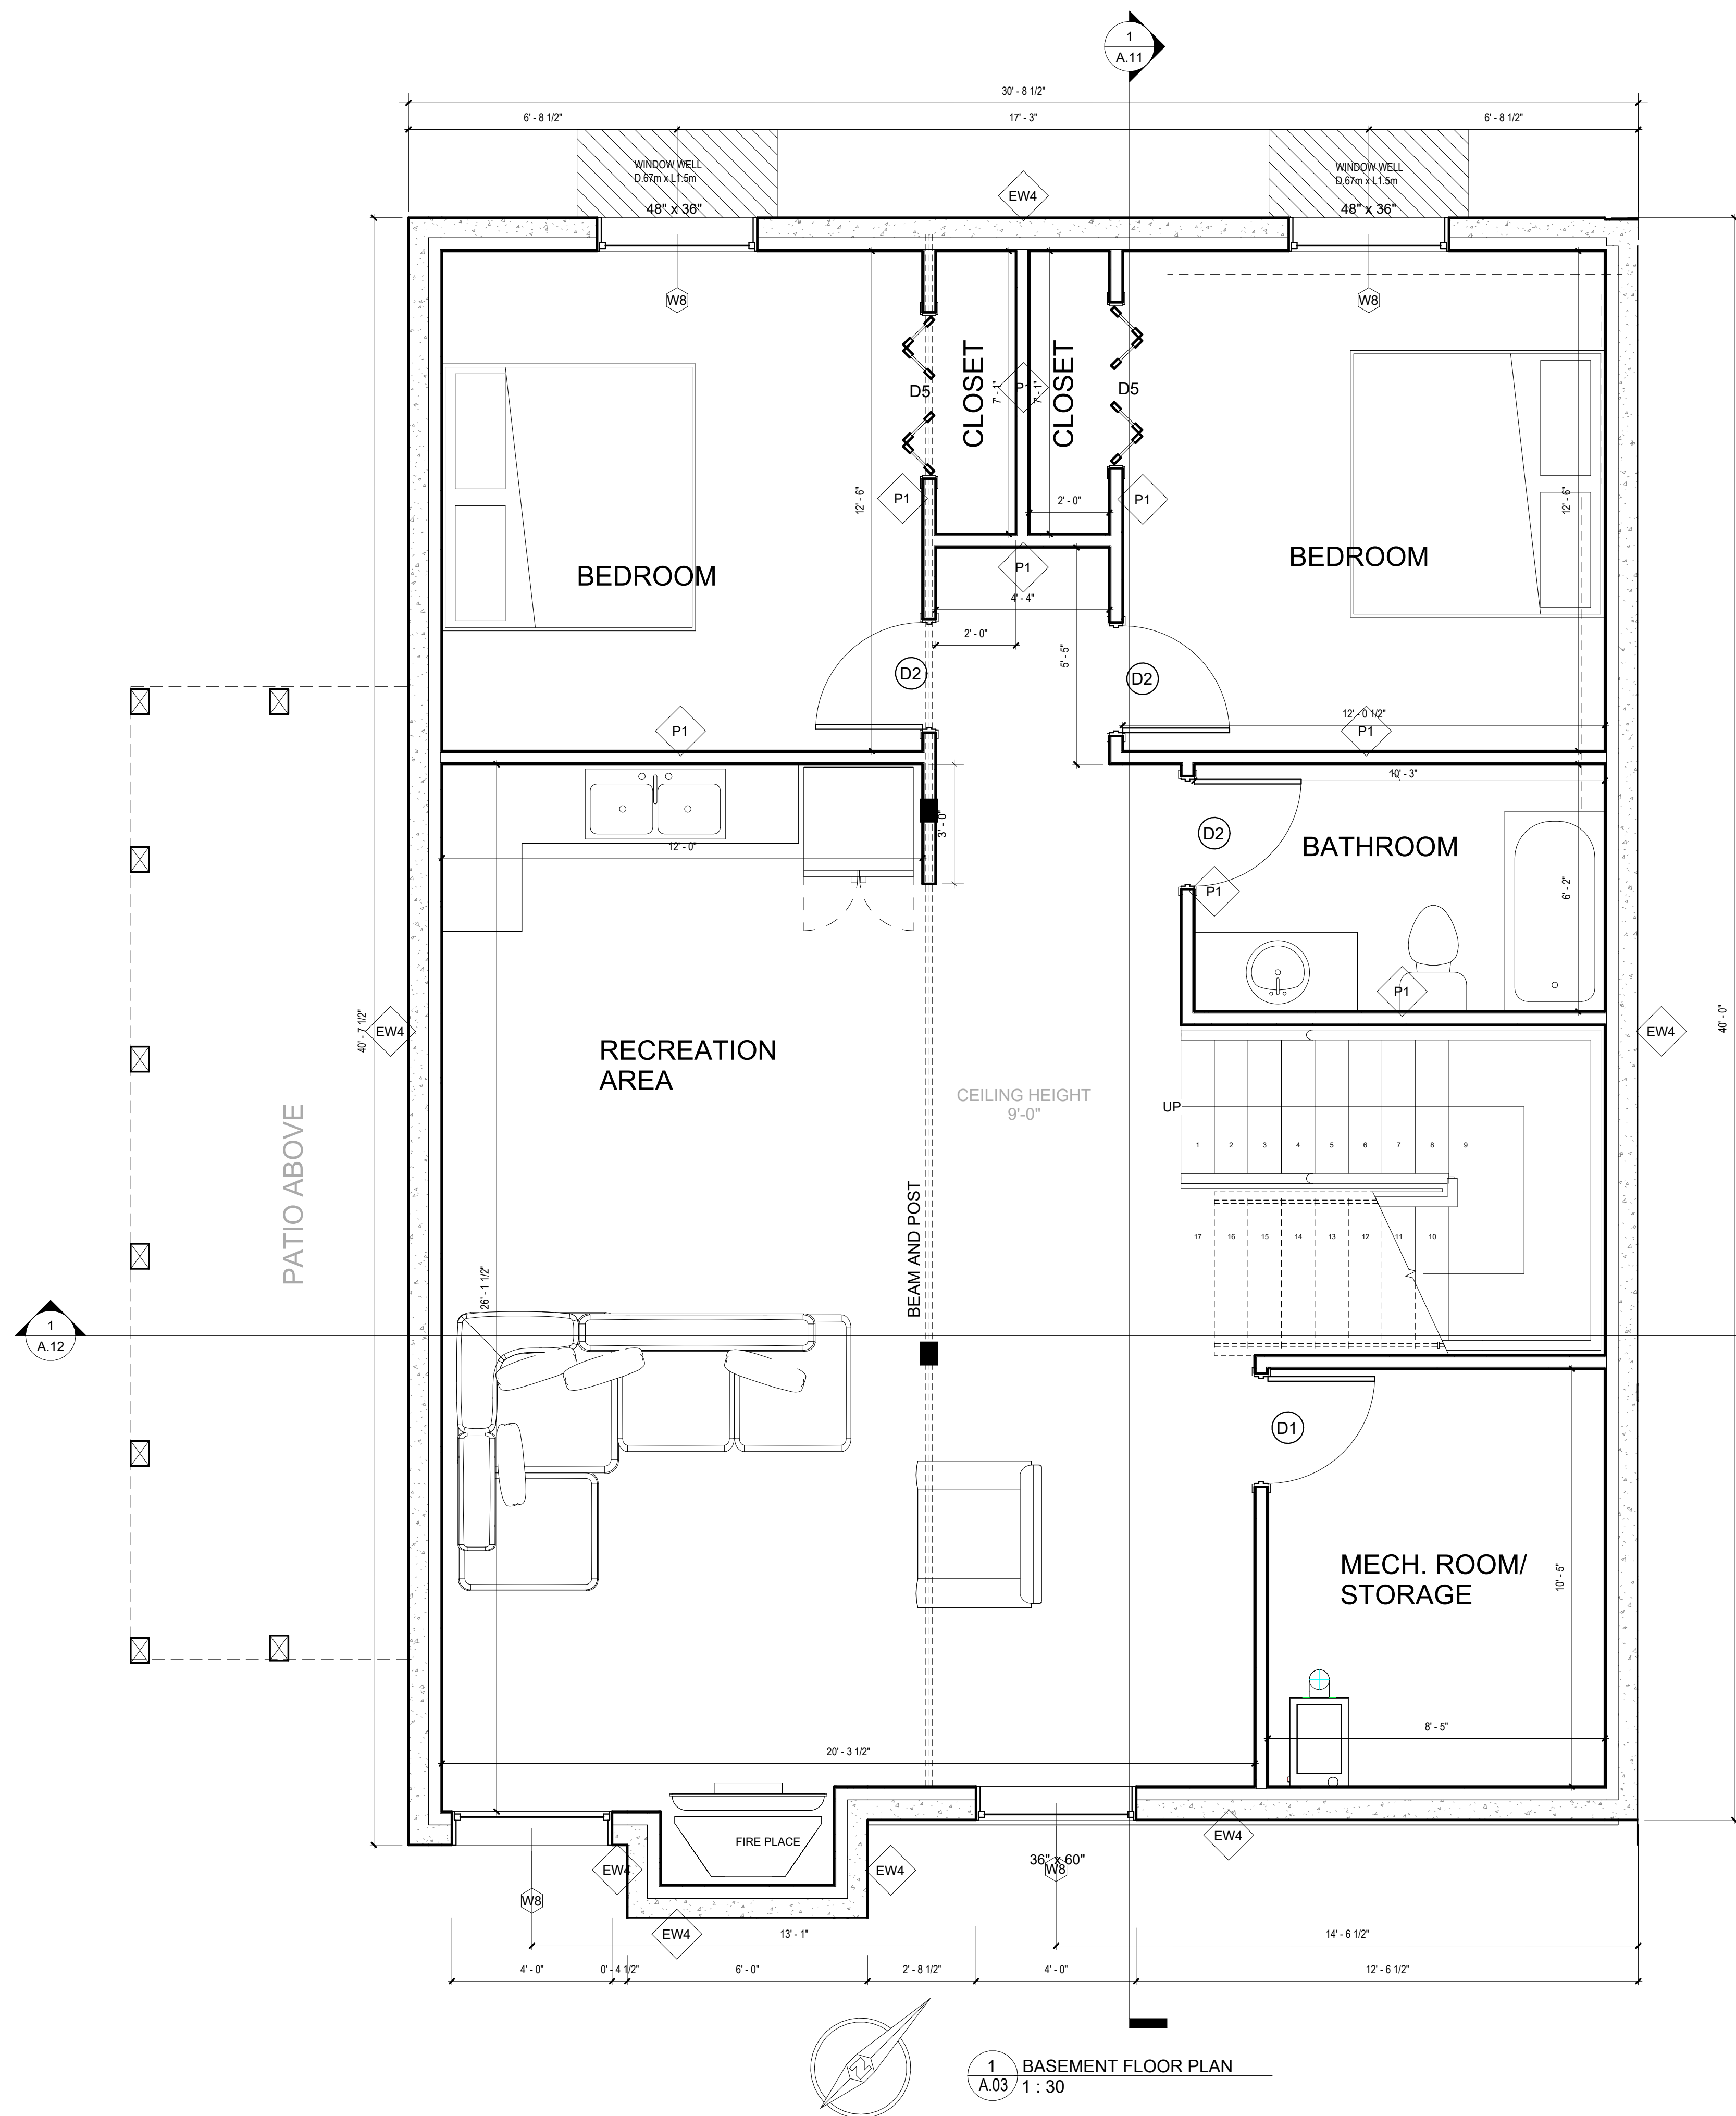 1
A.11
30' - 8 1/2"
6' - 8 1/2"
17' - 3"
6' - 8 1/2"
WINDOW WELL
D.67m x L1.5m
48" x 36"
WINDOW WELL
D.67m x L1.5m
48" x 36"
EW4
W8
W8
CLOSET
7' - 1"
P1
7' - 1"
CLOSET
D5
D5
P1
12' - 6"
2' - 0"
P1
12' - 6"
BEDROOM
BEDROOM
P1
4' - 4"
2' - 0"
5' - 5"
D2
D2
12' - 0 1/2"
P1
P1
10' - 3"
3' - 0"
12' - 0"
D2
BATHROOM
P1
6' - 2"
P1
40' - 7 1/2"
EW4
EW4
40' - 0"
RECREATION
AREA
CEILING HEIGHT
9'-0"
UP
1 2 3 4 5 6 7 8 9
17 16 15 14 13 12 11 10
PATIO ABOVE
BEAM AND POST
26' - 1 1/2"
1
A.12
D1
MECH. ROOM/
STORAGE
10' - 5"
8' - 5"
20' - 3 1/2"
FIRE PLACE
EW4
EW4
EW4
36" x 60"
W8
W8
EW4
13' - 1"
14' - 6 1/2"
4' - 0"
0' - 4 1/2"
6' - 0"
2' - 8 1/2"
4' - 0"
12' - 6 1/2"
N
1
A.03
BASEMENT FLOOR PLAN
1 : 30